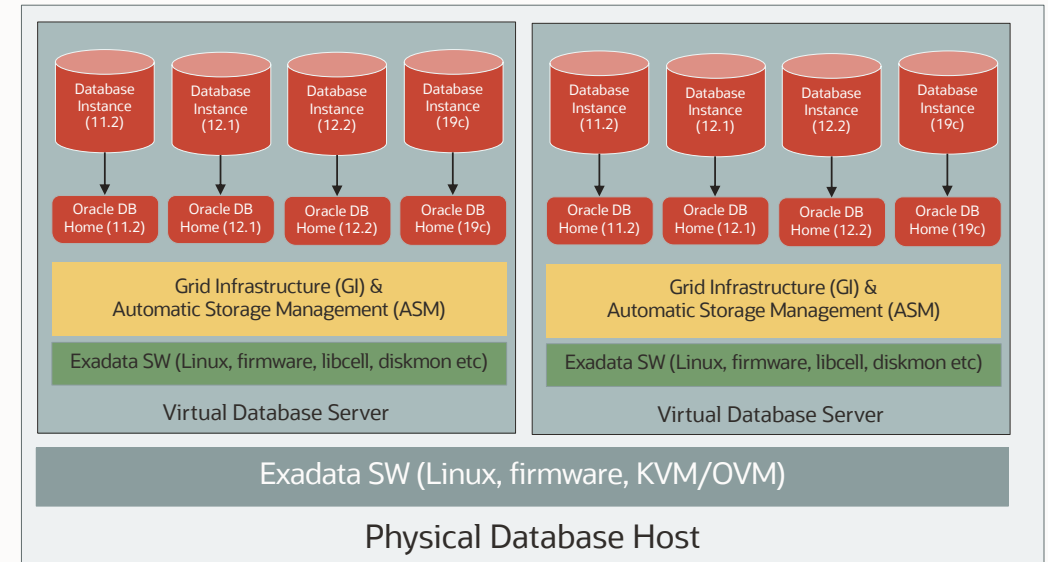 Database
Instance
(11.2)
Database
Instance
(12.1)
Database
Instance
(12.2)
Database
Instance
(19c)
Oracle DB
Home (11.2)
Oracle DB
Home (12.1)
Oracle DB
Home (12.2)
Oracle DB
Home (19c)
Grid Infrastructure (GI) &
Automatic Storage Management (ASM)
Exadata SW (Linux, firmware, libcell, diskmon etc)
Virtual Database Server
Database
Instance
(11.2)
Database
Instance
(12.1)
Database
Instance
(12.2)
Database
Instance
(19c)
Oracle DB
Home (11.2)
Oracle DB
Home (12.1)
Oracle DB
Home (12.2)
Oracle DB
Home (19c)
Grid Infrastructure (GI) &
Automatic Storage Management (ASM)
Exadata SW (Linux, firmware, libcell, diskmon etc)
Virtual Database Server
Exadata SW (Linux, firmware, KVM/OVM)
Physical Database Host